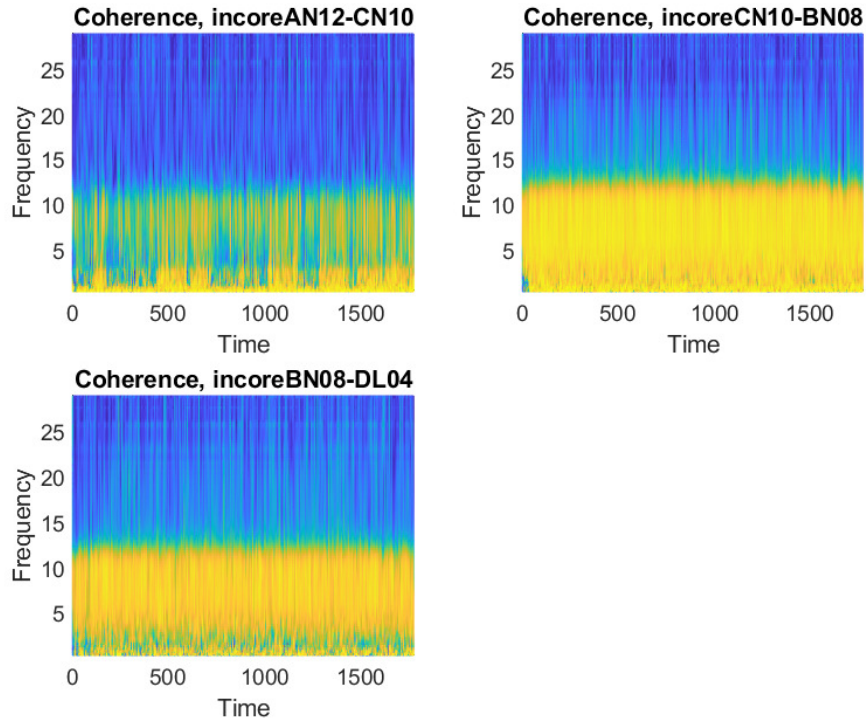 Coherence, incoreAN12-CN10
25
20
15
10
5
Frequency
0 500 1000 1500
Time
Coherence, incoreCN10-BN08
25
20
15
10
5
Frequency
0 500 1000 1500
Time
Coherence, incoreBN08-DL04
25
20
15
10
5
Frequency
0 500 1000 1500
Time